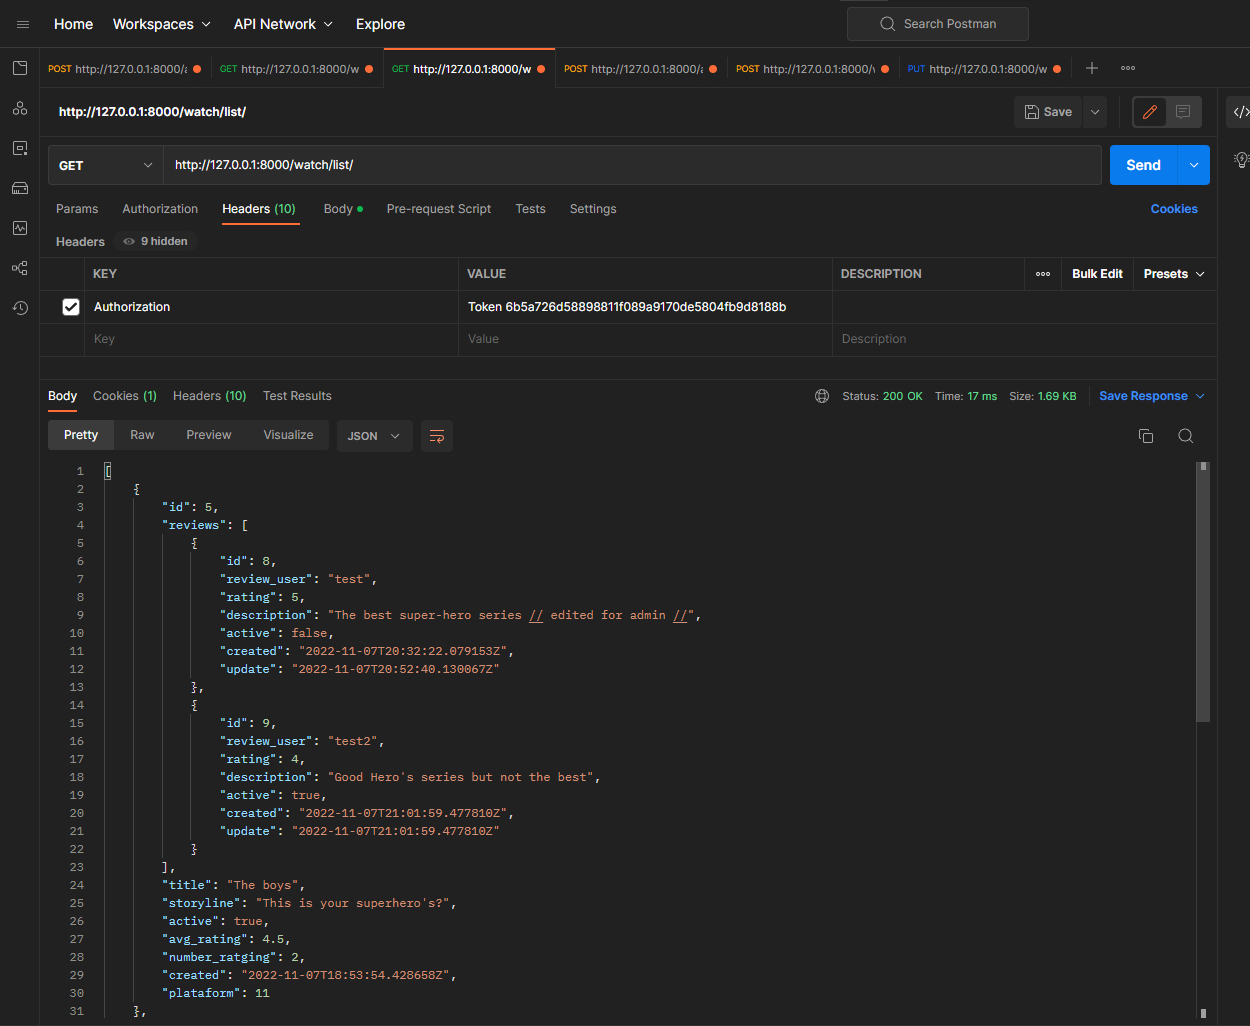 Home Workspaces API Network Explore Search Postman
POST http://127.0.0.1:8000/a GET http://127.0.0.1:8000/w GET http://127.0.0.1:8000/w POST http://127.0.0.1:8000/a POST http://127.0.0.1:8000/w PUT http://127.0.0.1:8000/w
http://127.0.0.1:8000/watch/list/ Save
GET http://127.0.0.1:8000/watch/list/ Send
Params Authorization Headers (10) Body Pre-request Script Tests Settings Cookies
Headers 9 hidden
KEY VALUE DESCRIPTION Bulk Edit Presets
Authorization Token 6b5a726d58898811f089a9170de5804fb9d8188b
Key Value Description
Body Cookies (1) Headers (10) Test Results Status: 200 OK Time: 17 ms Size: 1.69 KB Save Response
Pretty Raw Preview Visualize JSON
1 [
2 {
3 "id": 5,
4 "reviews": [
5 {
6 "id": 8,
7 "review_user": "test",
8 "rating": 5,
9 "description": "The best super-hero series // edited for admin //",
10 "active": false,
11 "created": "2022-11-07T20:32:22.079153Z",
12 "update": "2022-11-07T20:52:40.130067Z"
13 },
14 {
15 "id": 9,
16 "review_user": "test2",
17 "rating": 4,
18 "description": "Good Hero's series but not the best",
19 "active": true,
20 "created": "2022-11-07T21:01:59.477810Z",
21 "update": "2022-11-07T21:01:59.477810Z"
22 }
23 ],
24 "title": "The boys",
25 "storyline": "This is your superhero's?",
26 "active": true,
27 "avg_rating": 4.5,
28 "number_ratging": 2,
29 "created": "2022-11-07T18:53:54.428658Z",
30 "plataform": 11
31 },